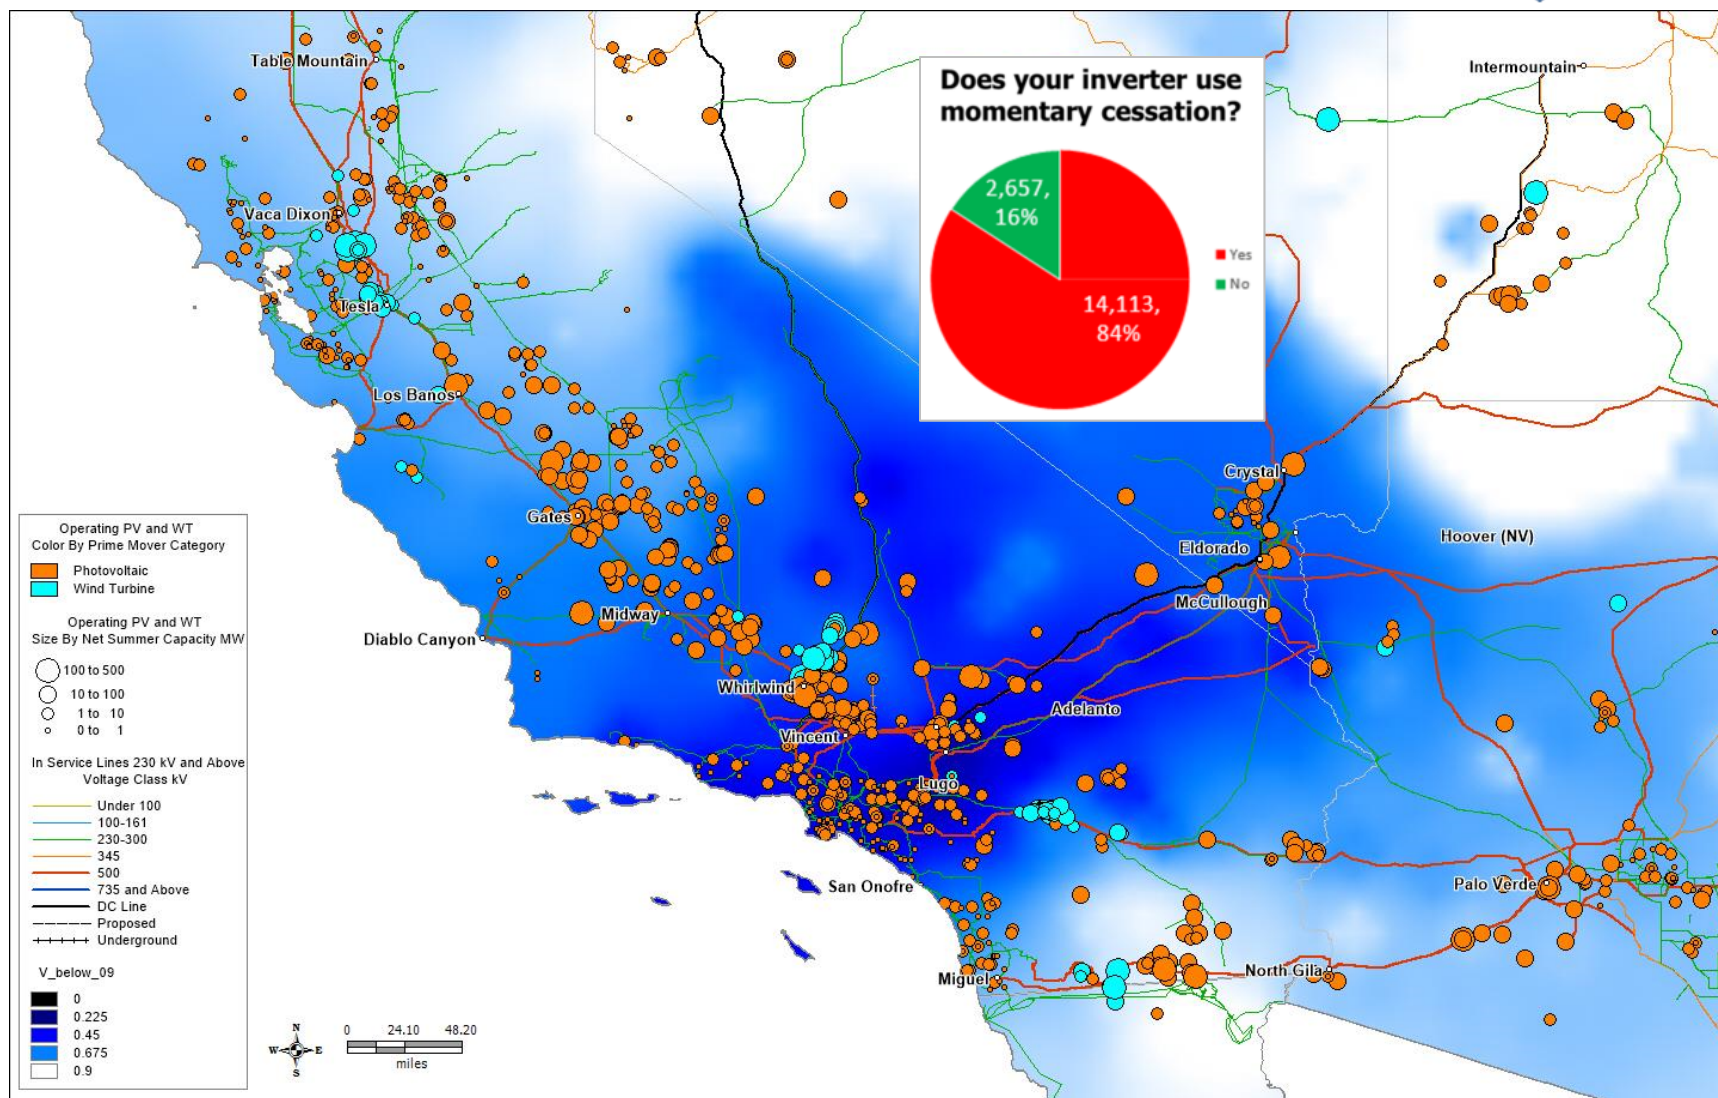 Table Mountain
Intermountain
Does your inverter use
momentary cessation?
2,657,
16%
14,113,
84%
Yes
No
Vaca Dixon
Tesla
Los Banos
Crystal
Gates
Hoover (NV)
Eldorado
McCullough
Midway
Diablo Canyon
Whirlwind
Adelanto
Vincent
Lugo
San Onofre
Palo Verde
Miguel
North Gila
Operating PV and WT
Color By Prime Mover Category
Photovoltaic
Wind Turbine
Operating PV and WT
Size By Net Summer Capacity MW
100 to 500
10 to 100
1 to 10
0 to 1
In Service Lines 230 kV and Above
Voltage Class kV
Under 100
100-161
230-300
345
500
735 and Above
DC Line
Proposed
Underground
V_below_09
0
0.225
0.45
0.675
0.9
N
W E
S
0 24.10 48.20
miles